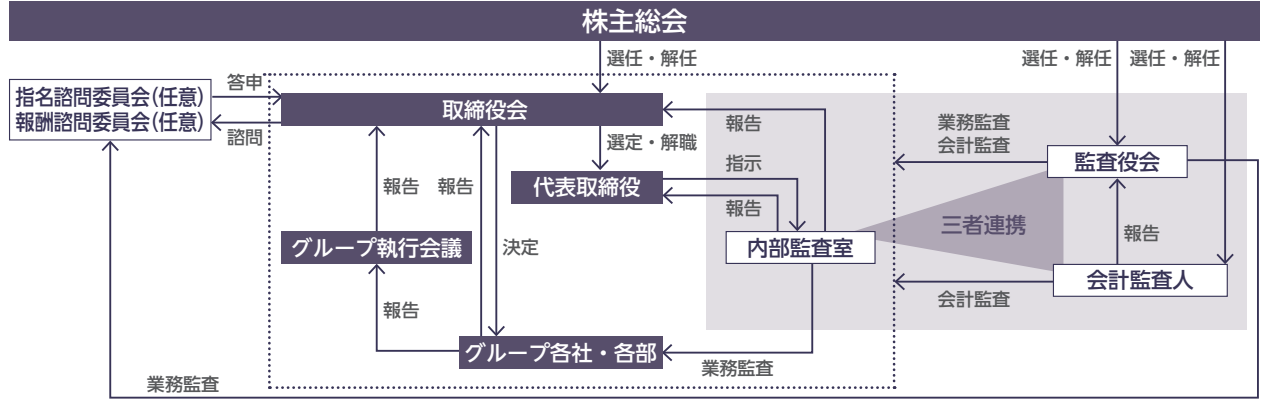 株主総会
選任・解任
選任・解任
選任・解任
答申
指名諮問委員会(任意)
報酬諮問委員会(任意)
諮問
取締役会
報告
業務監査
会計監査
選定・解職
指示
監査役会
報告
報告
代表取締役
報告
三者連携
報告
グループ執行会議
決定
内部監査室
会計監査人
報告
会計監査
グループ各社・各部
業務監査
業務監査